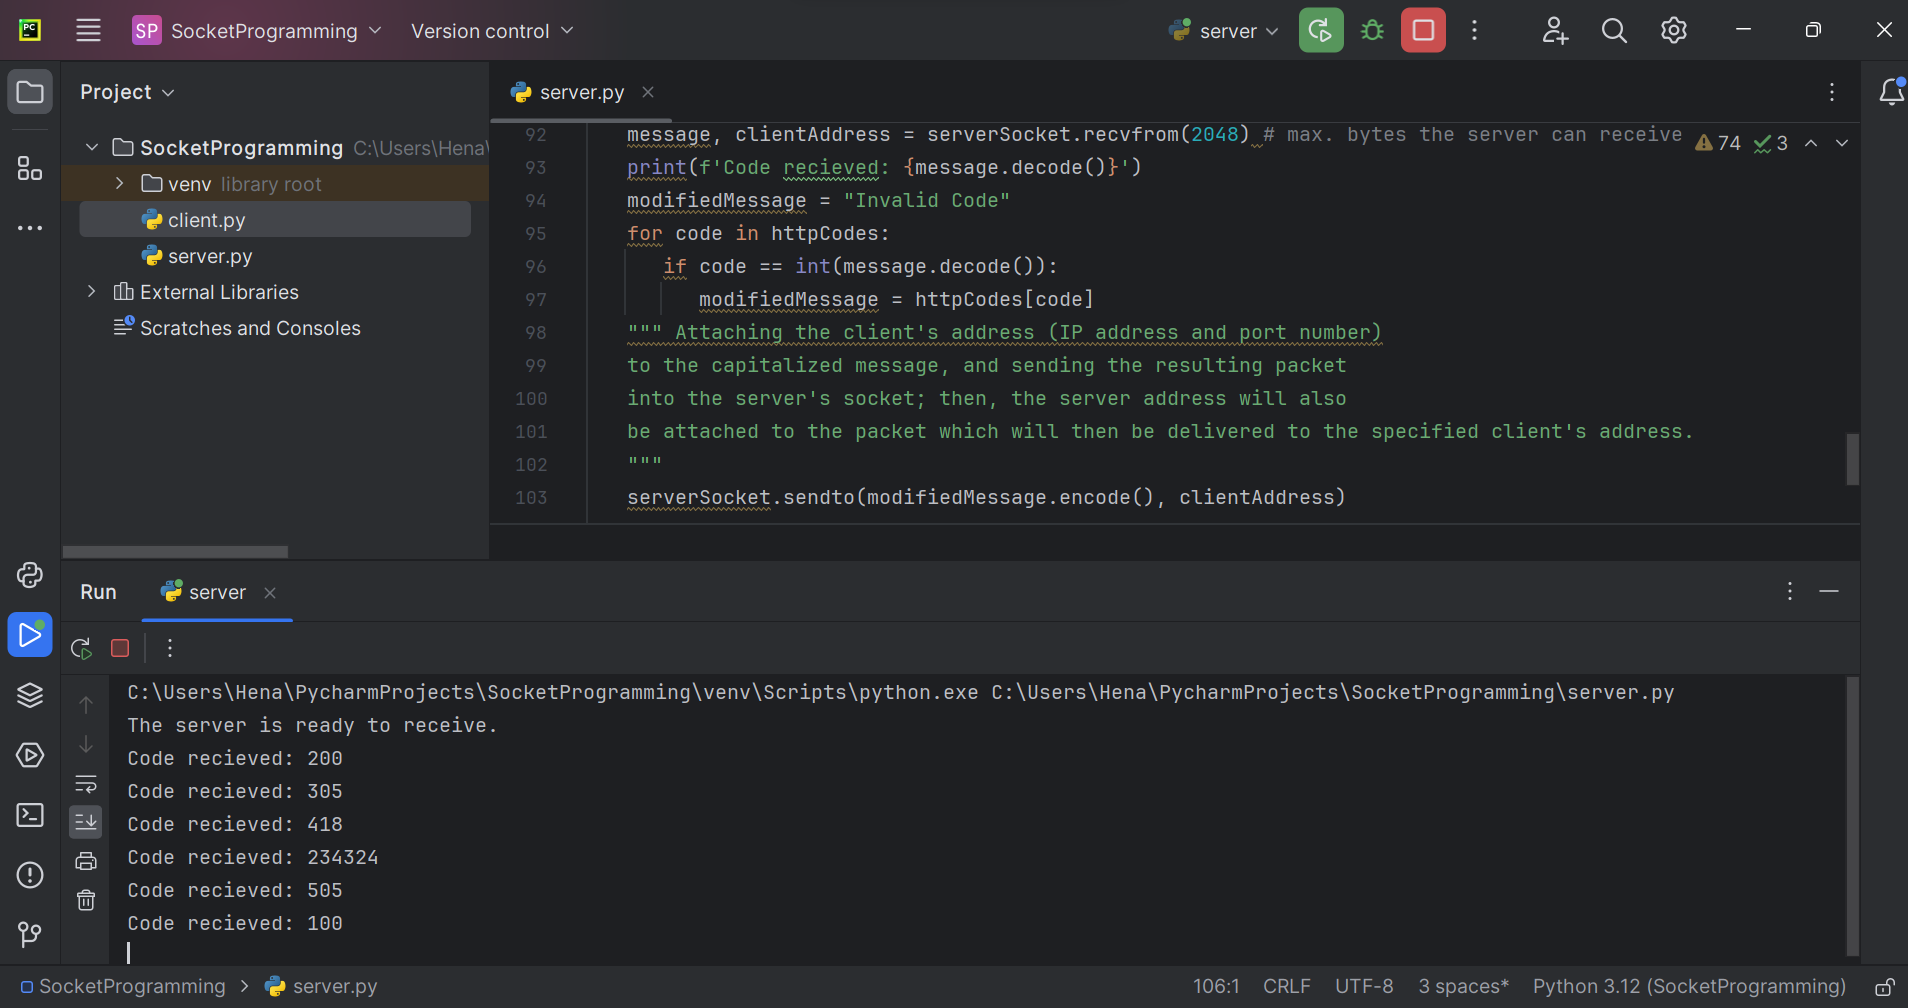 PC
SP SocketProgramming Version control server
Project
server.py
SocketProgramming C:\Users\Hena\
venv library root
client.py
server.py
External Libraries
Scratches and Consoles
92 message, clientAddress = serverSocket.recvfrom(2048) # max. bytes the server can receive 74 3
93 print(f'Code recieved: {message.decode()}')
94 modifiedMessage = "Invalid Code"
95 for code in httpCodes:
96 if code == int(message.decode()):
97 modifiedMessage = httpCodes[code]
98 """ Attaching the client's address (IP address and port number)
99 to the capitalized message, and sending the resulting packet
100 into the server's socket; then, the server address will also
101 be attached to the packet which will then be delivered to the specified client's address.
102 """
103 serverSocket.sendto(modifiedMessage.encode(), clientAddress)
Run server
C:\Users\Hena\PycharmProjects\SocketProgramming\venv\Scripts\python.exe C:\Users\Hena\PycharmProjects\SocketProgramming\server.py
The server is ready to receive.
Code recieved: 200
Code recieved: 305
Code recieved: 418
Code recieved: 234324
Code recieved: 505
Code recieved: 100
SocketProgramming > server.py 106:1 CRLF UTF-8 3 spaces* Python 3.12 (SocketProgramming)